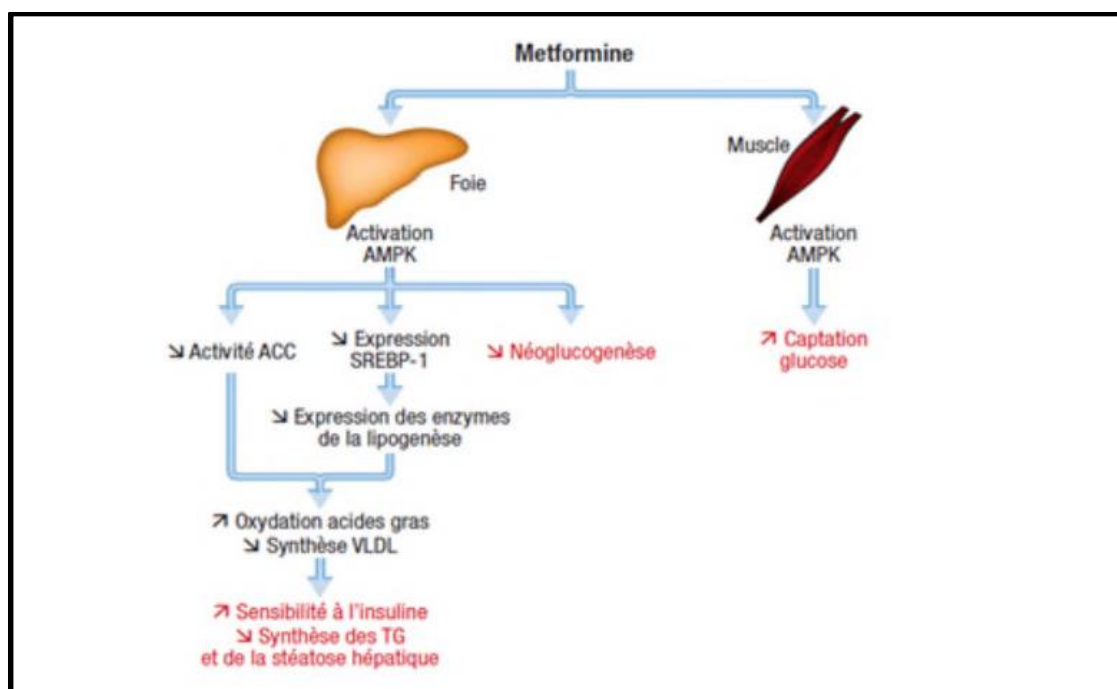 Metformine
Foie
Muscle
Activation
AMPK
Activation
AMPK
↘ Activité ACC
↘ Expression
SREBP-1
↘ Néoglucogenèse
↗ Captation
glucose
↘ Expression des enzymes
de la lipogenèse
↗ Oxydation acides gras
↘ Synthèse VLDL
↗ Sensibilité à l'insuline
↘ Synthèse des TG
et de la stéatose hépatique